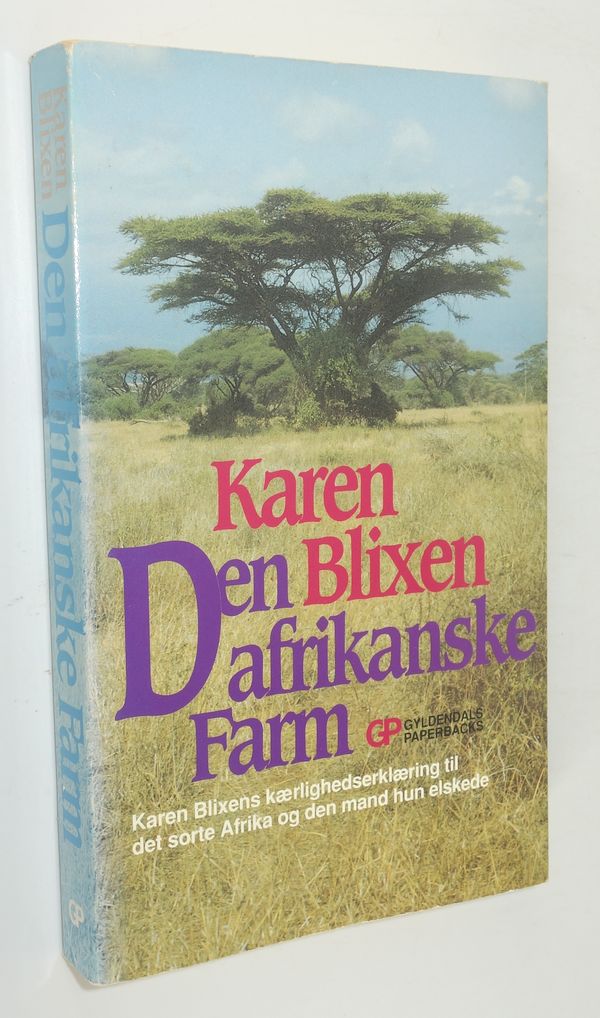 Karen
Blixen
Den afrikanske Farm
GP
Karen
Blixen
Den
afrikanske
Farm
GP GYLDENDALS
PAPERBACKS
Karen Blixens kærlighedserklæring til
det sorte Afrika og den mand hun elskede